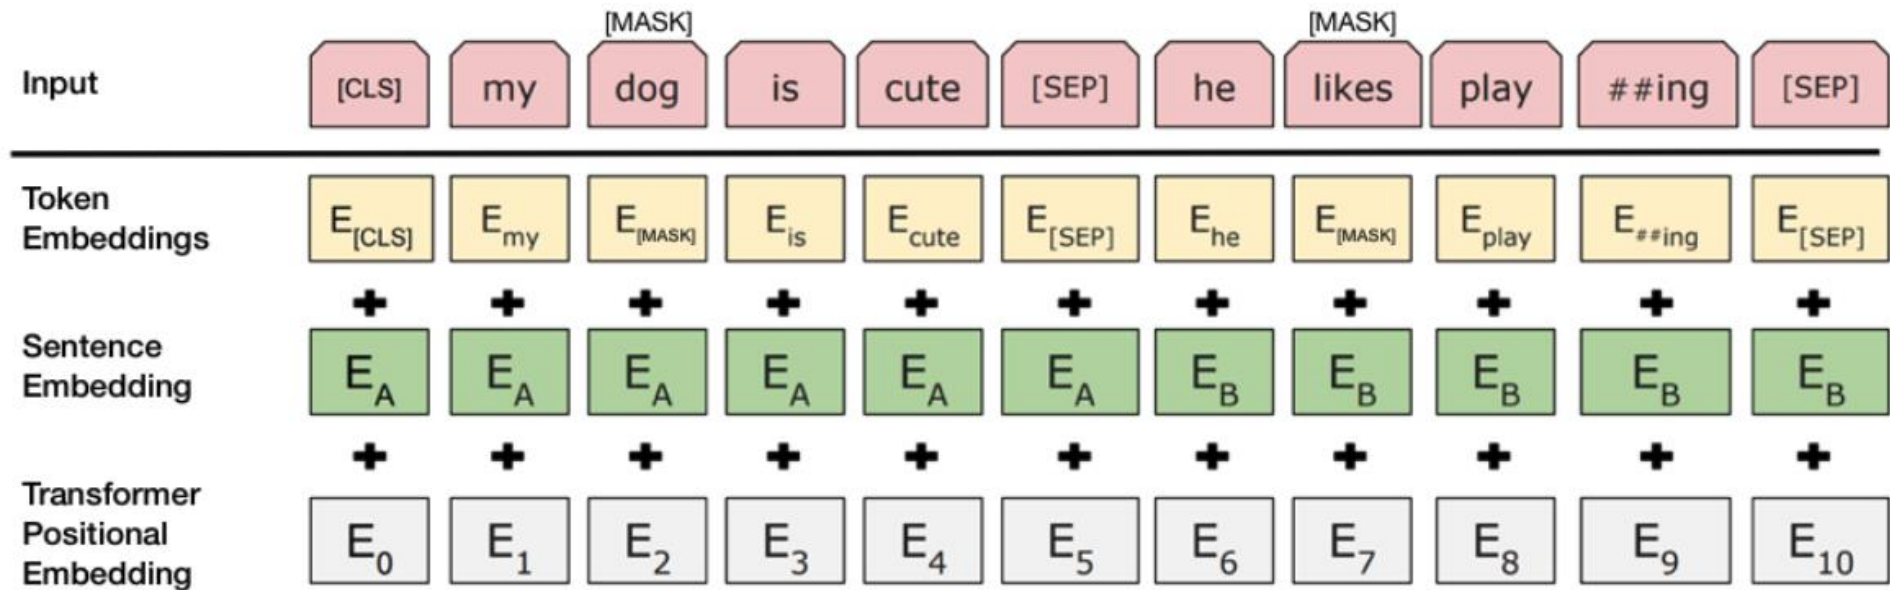 [MASK] [MASK]
Input [CLS] my dog is cute [SEP] he likes play ##ing [SEP]
Token
Embeddings
E[CLS] Emy E[MASK] Eis Ecute E[SEP] Ehe E[MASK] Eplay E##ing E[SEP]
+ + + + + + + + + + +
Sentence
Embedding
EA EA EA EA EA EA EB EB EB EB EB
+ + + + + + + + + + +
Transformer
Positional
Embedding
E0 E1 E2 E3 E4 E5 E6 E7 E8 E9 E10